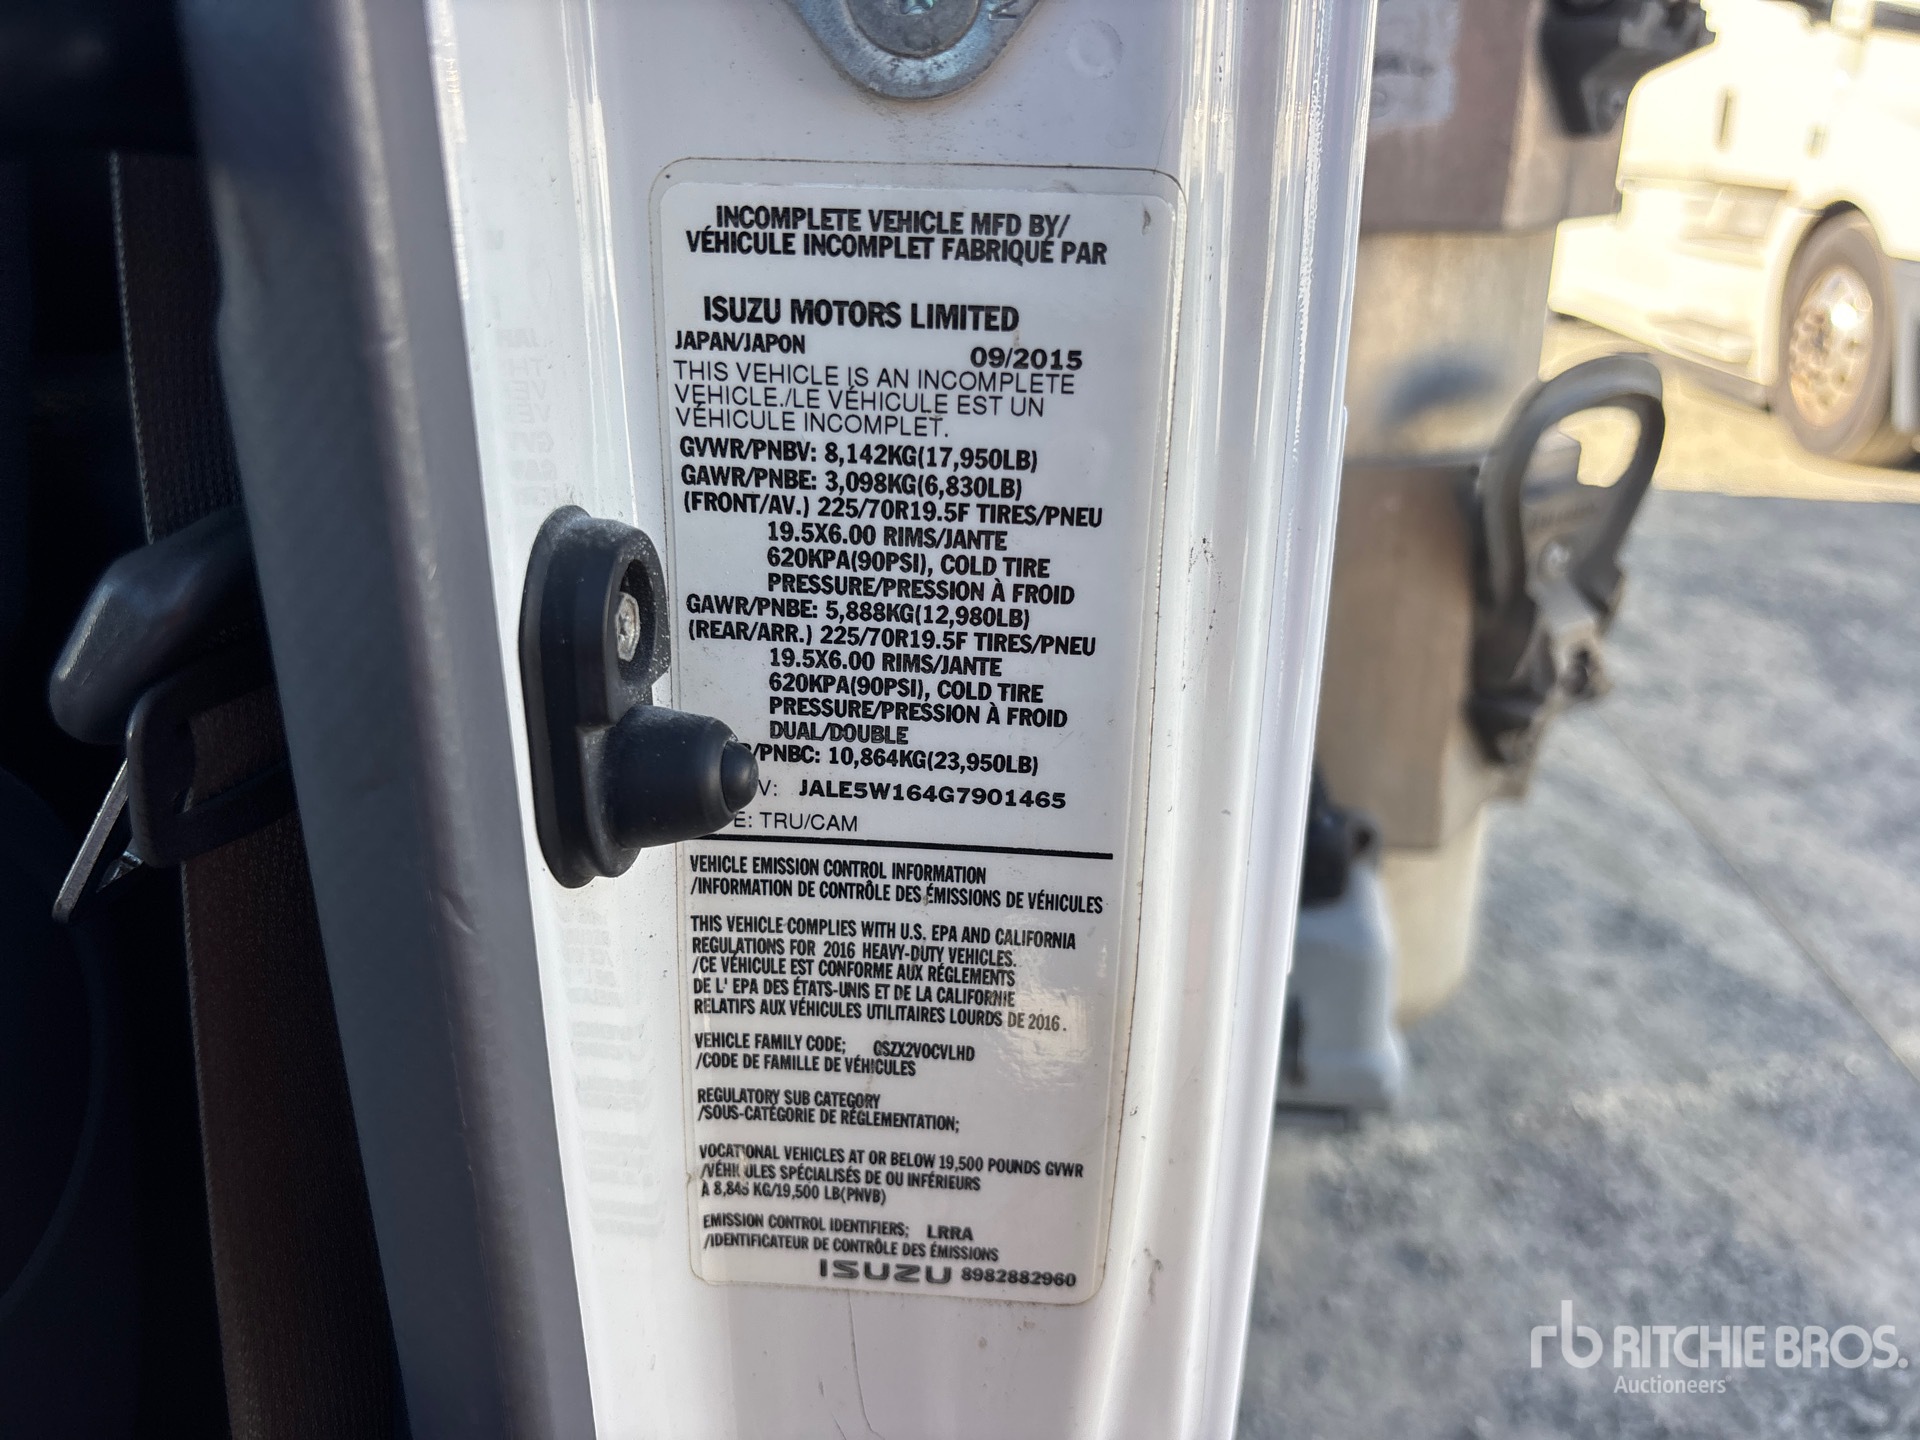 INCOMPLETE VEHICLE MFD BY/
VÉHICULE INCOMPLET FABRIQUÉ PAR
ISUZU MOTORS LIMITED
JAPAN/JAPON 09/2015
THIS VEHICLE IS AN INCOMPLETE
VEHICLE./LE VÉHICULE EST UN
VÉHICULE INCOMPLET.
GVWR/PNBV: 8,142KG(17,950LB)
GAWR/PNBE: 3,098KG(6,830LB)
(FRONT/AV.) 225/70R19.5F TIRES/PNEU
19.5X6.00 RIMS/JANTE
620KPA(90PSI), COLD TIRE
PRESSURE/PRESSION À FROID
GAWR/PNBE: 5,888KG(12,980LB)
(REAR/ARR.) 225/70R19.5F TIRES/PNEU
19.5X6.00 RIMS/JANTE
620KPA(90PSI), COLD TIRE
PRESSURE/PRESSION À FROID
DUAL/DOUBLE
/PNBC: 10,864KG(23,950LB)
V: JALE5W164G7901465
E: TRU/CAM
VEHICLE EMISSION CONTROL INFORMATION
/INFORMATION DE CONTRÔLE DES ÉMISSIONS DE VÉHICULES
THIS VEHICLE COMPLIES WITH U.S. EPA AND CALIFORNIA
REGULATIONS FOR 2016 HEAVY-DUTY VEHICLES.
/CE VÉHICULE EST CONFORME AUX RÉGLEMENTS
DE L' EPA DES ÉTATS-UNIS ET DE LA CALIFORNIE
RELATIFS AUX VÉHICULES UTILITAIRES LOURDS DE 2016.
VEHICLE FAMILY CODE; GSZX2VOCVLHD
/CODE DE FAMILLE DE VÉHICULES
REGULATORY SUB CATEGORY
/SOUS-CATÉGORIE DE RÉGLEMENTATION;
VOCATIONAL VEHICLES AT OR BELOW 19,500 POUNDS GVWR
/VÉHICULES SPÉCIALISÉS DE OU INFÉRIEURS
À 8,845 KG/19,500 LB(PNVB)
EMISSION CONTROL IDENTIFIERS; LRRA
/IDENTIFICATEUR DE CONTRÔLE DES ÉMISSIONS
ISUZU 8982882960
rb RITCHIE BROS.
Auctioneers